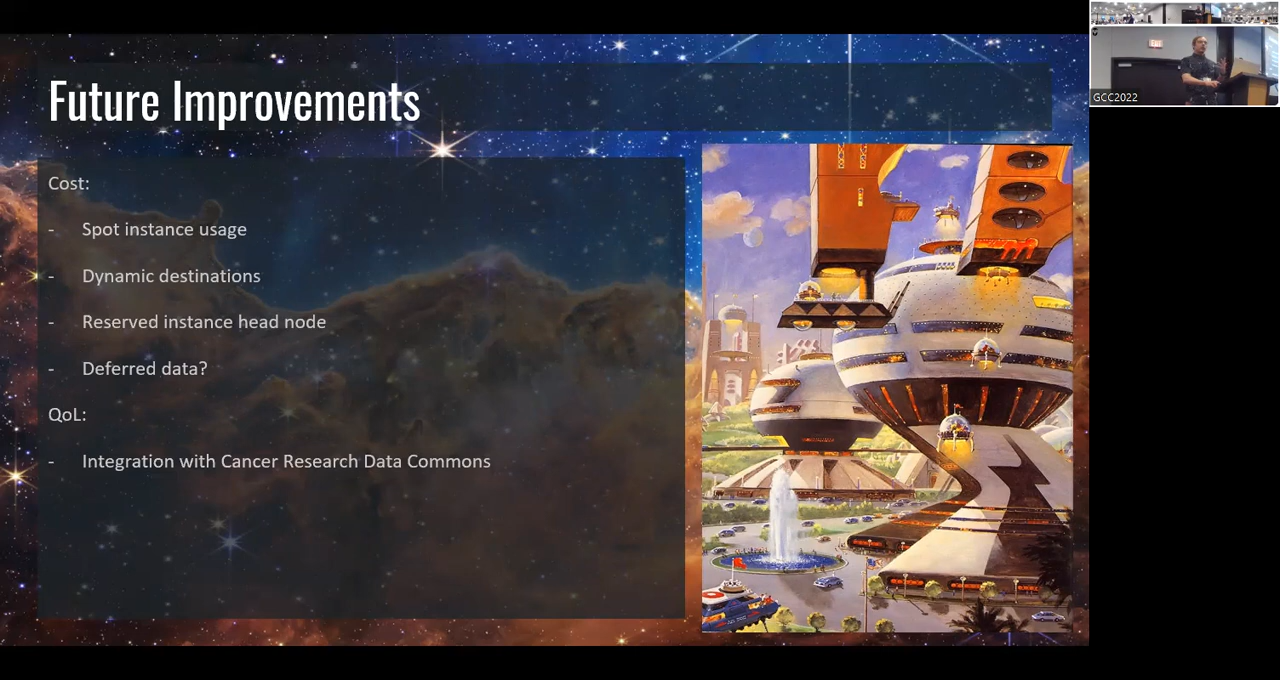 Future Improvements
Cost:
- Spot instance usage
- Dynamic destinations
- Reserved instance head node
- Deferred data?
QoL:
- Integration with Cancer Research Data Commons
GCC2022